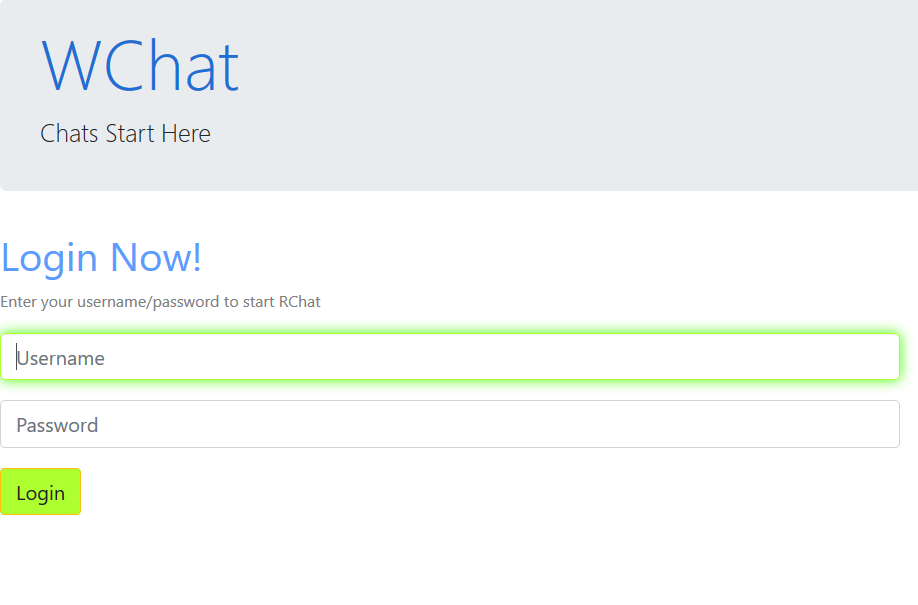 WChat
Chats Start Here
Login Now!
Enter your username/password to start RChat
Username
Password
Login